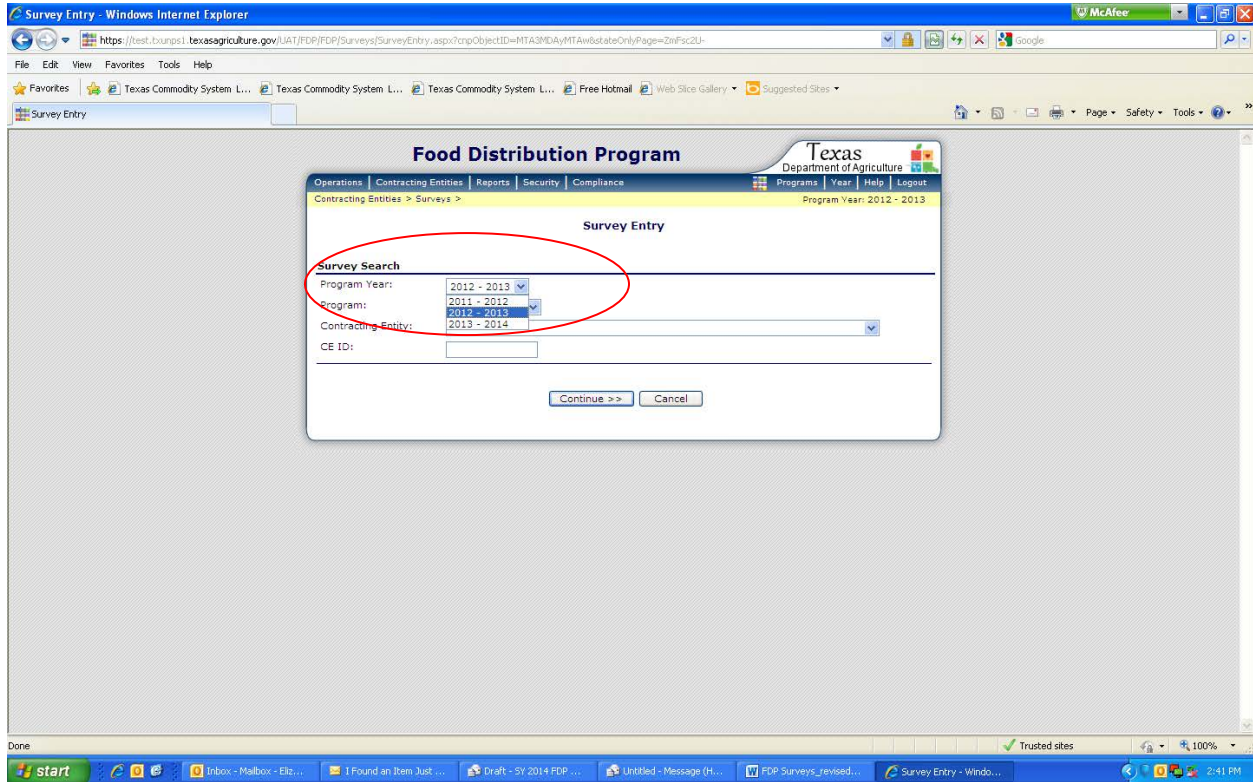 Survey Entry - Windows Internet Explorer
McAfee
https://test.txunps1.texasagriculture.gov/UAT/FDP/FDP/Surveys/SurveyEntry.aspx?cnpObjectID=MTA3MDAyMTAw&stateOnlyPage=ZmFsc2U-
Google
File Edit View Favorites Tools Help
Favorites Texas Commodity System L... Texas Commodity System L... Texas Commodity System L... Free Hotmail Web Slice Gallery Suggested Sites
Survey Entry
Page Safety Tools »
Food Distribution Program
Texas
Department of Agriculture
Operations | Contracting Entities | Reports | Security | Compliance
Programs | Year | Help | Logout
Contracting Entities > Surveys >
Program Year: 2012 - 2013
Survey Entry
Survey Search
Program Year:
2012 - 2013
2011 - 2012
Program:
2012 - 2013
Contracting Entity:
2013 - 2014
CE ID:
Continue >> Cancel
Done
Trusted sites
100%
start
Inbox - Mailbox - Eliz...
I Found an Item Just ...
Draft - SY 2014 FDP ...
Untitled - Message (H...
FDP Surveys_revised...
Survey Entry - Windo...
2:41 PM